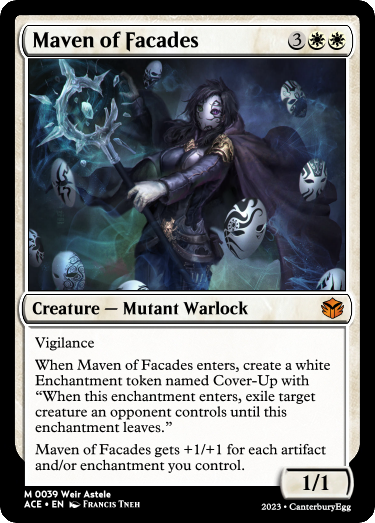 Maven of Facades 3
Creature — Mutant Warlock
Vigilance
When Maven of Facades enters, create a white
Enchantment token named Cover-Up with
“When this enchantment enters, exile target
creature an opponent controls until this
enchantment leaves.”
Maven of Facades gets +1/+1 for each artifact
and/or enchantment you control.
1/1
M 0039 Weir Astele
ACE • EN Francis Tneh
2023 • CanterburyEgg